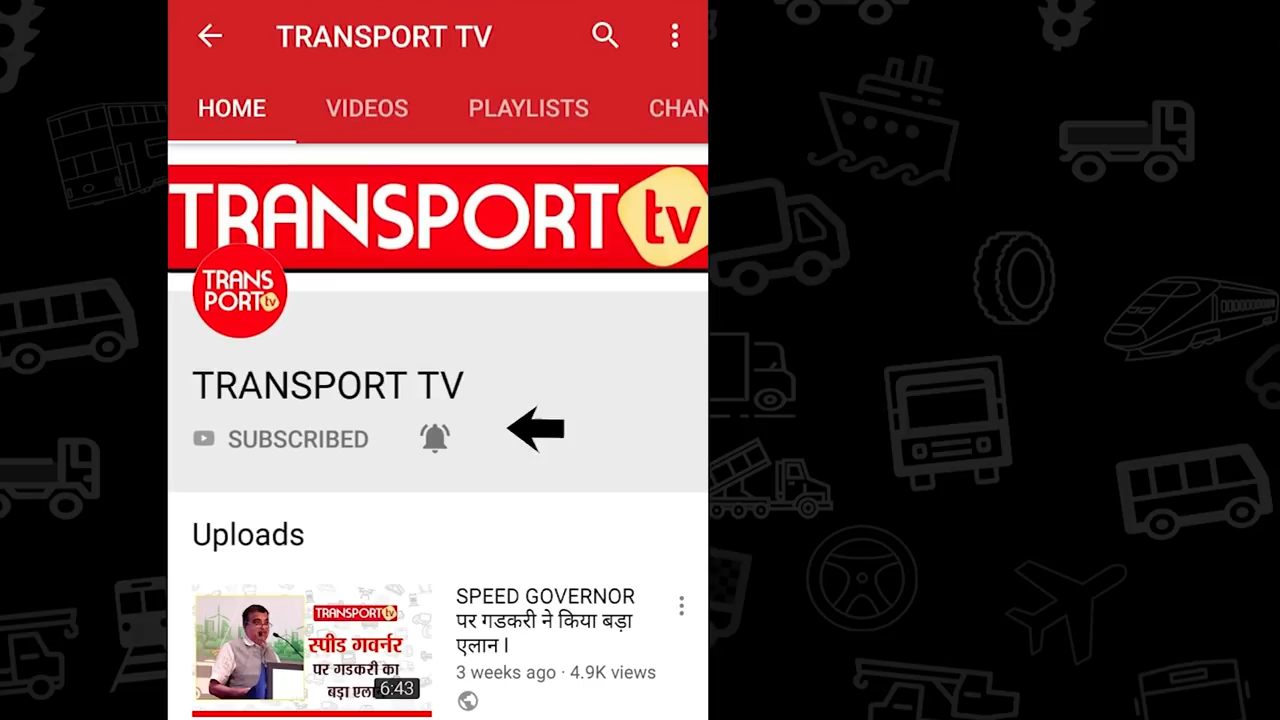 TRANSPORT TV
HOME VIDEOS PLAYLISTS CHAN
TRANSPORT tv
TRANS
PORT tv
TRANSPORT TV
SUBSCRIBED
Uploads
TRANSPORT tv
स्पीड गवर्नर
पर गडकरी का
बड़ा एला
6:43
SPEED GOVERNOR
पर गडकरी ने किया बड़ा
एलान l
3 weeks ago · 4.9K views